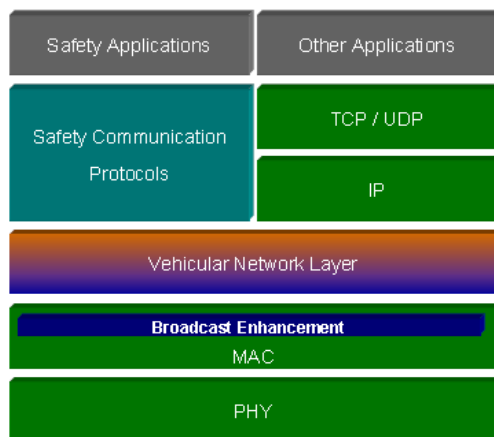 Safety Applications
Other Applications
Safety Communication
Protocols
TCP / UDP
IP
Vehicular Network Layer
Broadcast Enhancement
MAC
PHY